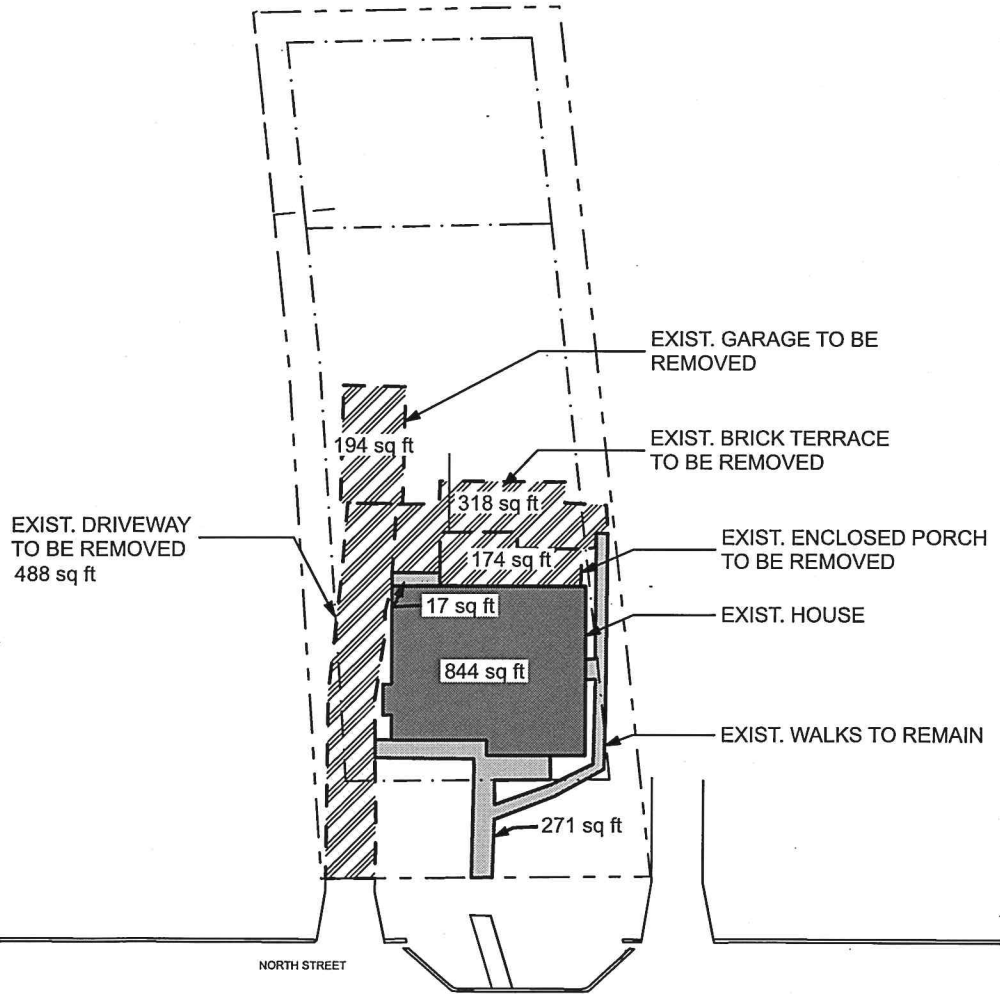 EXIST. GARAGE TO BE
REMOVED
194 sq ft
EXIST. BRICK TERRACE
TO BE REMOVED
318 sq ft
EXIST. DRIVEWAY
TO BE REMOVED
488 sq ft
EXIST. ENCLOSED PORCH
TO BE REMOVED
174 sq ft
17 sq ft
EXIST. HOUSE
844 sq ft
EXIST. WALKS TO REMAIN
271 sq ft
NORTH STREET